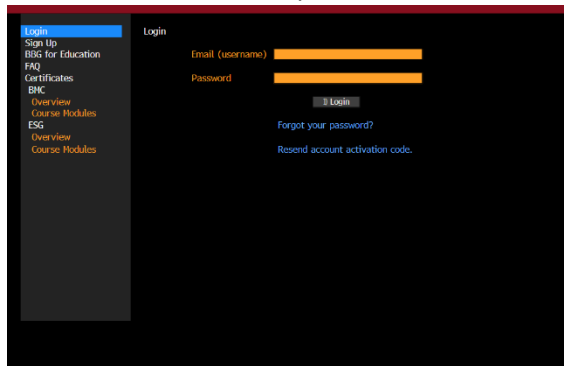 Login
Sign Up
BBG for Education
FAQ
Certificates
BMC
Overview
Course Modules
ESG
Overview
Course Modules
Login
Email (username)
Password
Login
Forgot your password?
Resend account activation code.